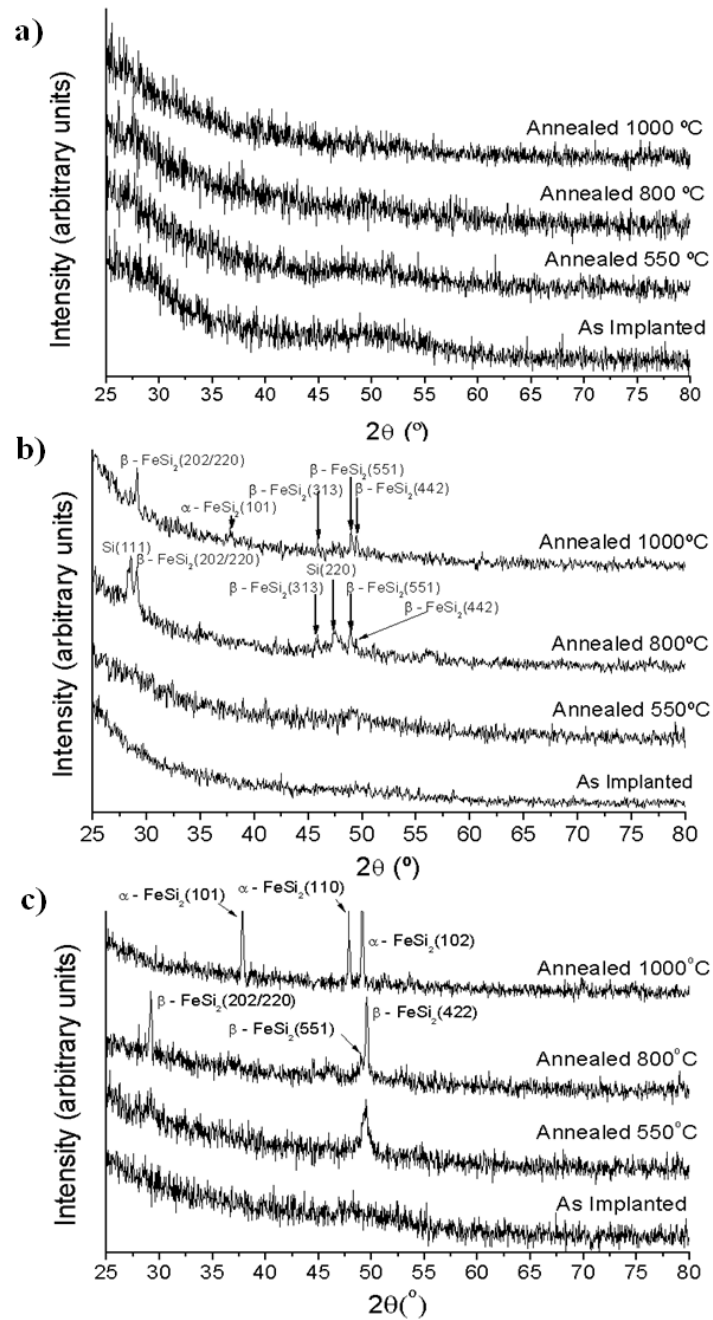 a)
Intensity (arbitrary units)
Annealed 1000 ºC
Annealed 800 ºC
Annealed 550 ºC
As Implanted
25 30 35 40 45 50 55 60 65 70 75 80
2θ (º)
b)
Intensity (arbitrary units)
β - FeSi₂(202/220)
α - FeSi₂(101)
β - FeSi₂(313)
β - FeSi₂(551)
β - FeSi₂(442)
Annealed 1000ºC
Si(111)
β - FeSi₂(202/220)
Si(220)
β - FeSi₂(313)
β - FeSi₂(551)
β - FeSi₂(442)
Annealed 800ºC
Annealed 550ºC
As Implanted
25 30 35 40 45 50 55 60 65 70 75 80
2θ (º)
c)
Intensity (arbitrary units)
α - FeSi₂(101)
α - FeSi₂(110)
α - FeSi₂(102)
Annealed 1000°C
β - FeSi₂(202/220)
β - FeSi₂(551)
β - FeSi₂(422)
Annealed 800°C
Annealed 550°C
As Implanted
25 30 35 40 45 50 55 60 65 70 75 80
2θ(°)